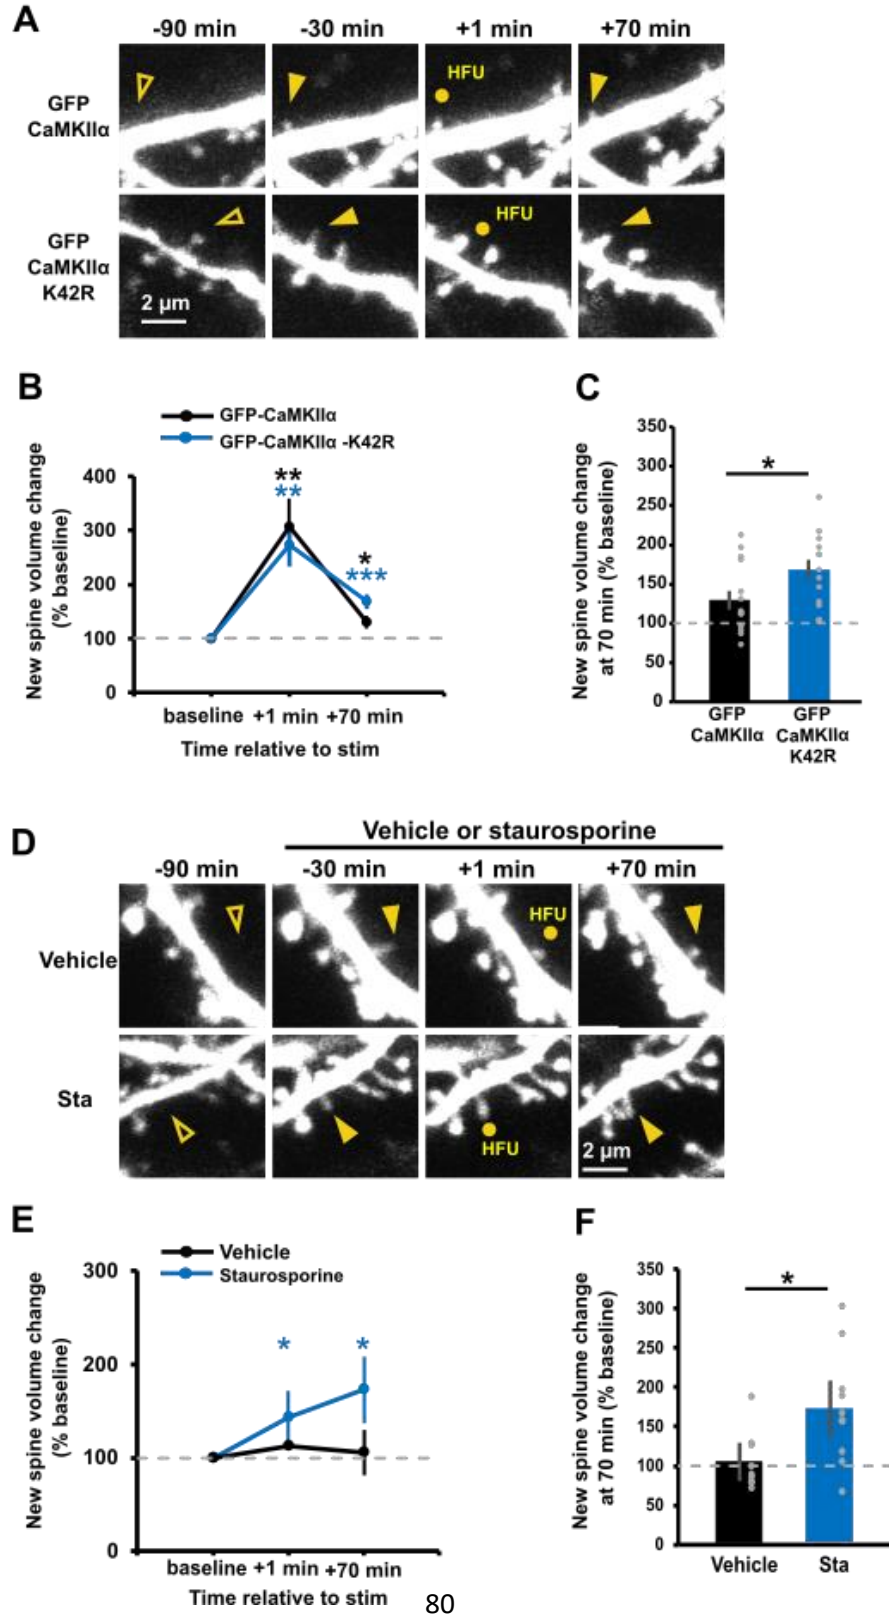 A
-90 min -30 min +1 min +70 min
GFP
CaMKIIα
HFU
GFP
CaMKIIα
K42R
HFU
2 µm
B
GFP-CaMKIIα
GFP-CaMKIIα -K42R
New spine volume change
(% baseline)
400
300
200
100
0
**
**
*
***
baseline +1 min +70 min
Time relative to stim
C
New spine volume change
at 70 min (% baseline)
350
300
250
200
150
100
50
0
*
GFP
CaMKIIα
GFP
CaMKIIα
K42R
D
Vehicle or staurosporine
-90 min -30 min +1 min +70 min
Vehicle
HFU
Sta
HFU
2 µm
E
Vehicle
Staurosporine
New spine volume change
(% baseline)
300
200
100
0
* *
baseline +1 min +70 min
Time relative to stim
F
New spine volume change
at 70 min (% baseline)
350
300
250
200
150
100
50
0
*
Vehicle Sta
80